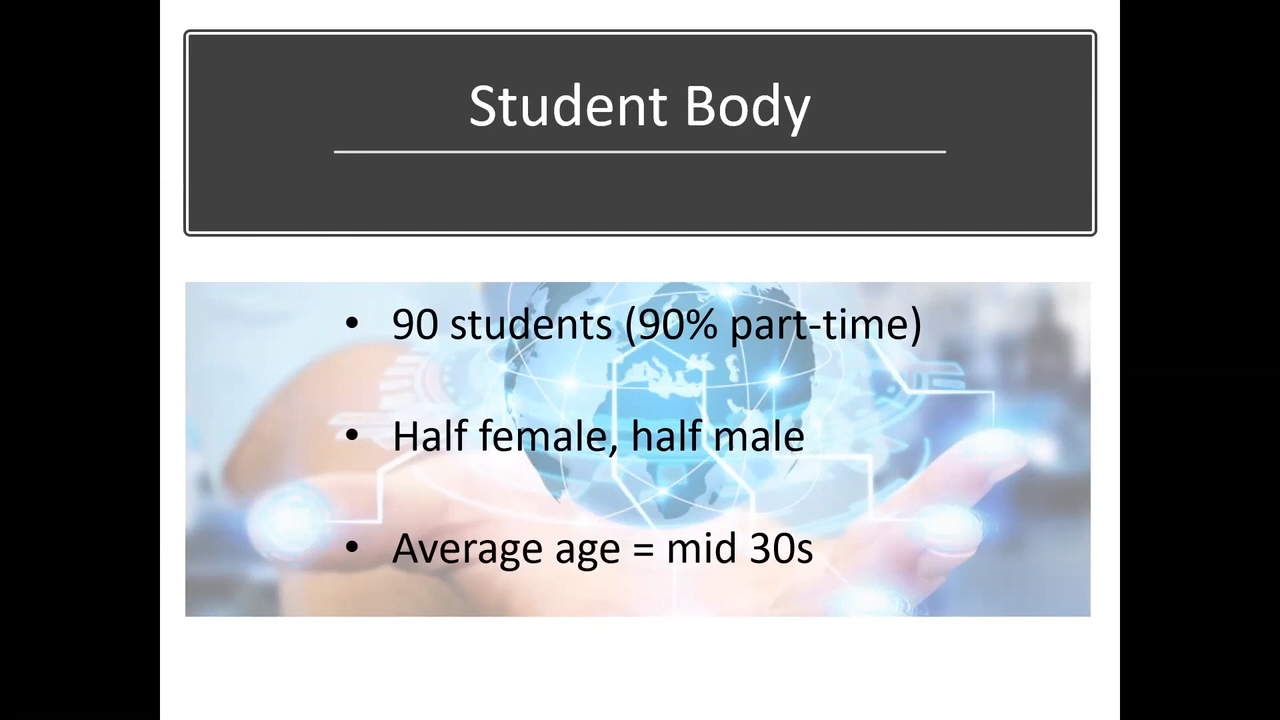 Student Body
• 90 students (90% part-time)
• Half female, half male
• Average age = mid 30s